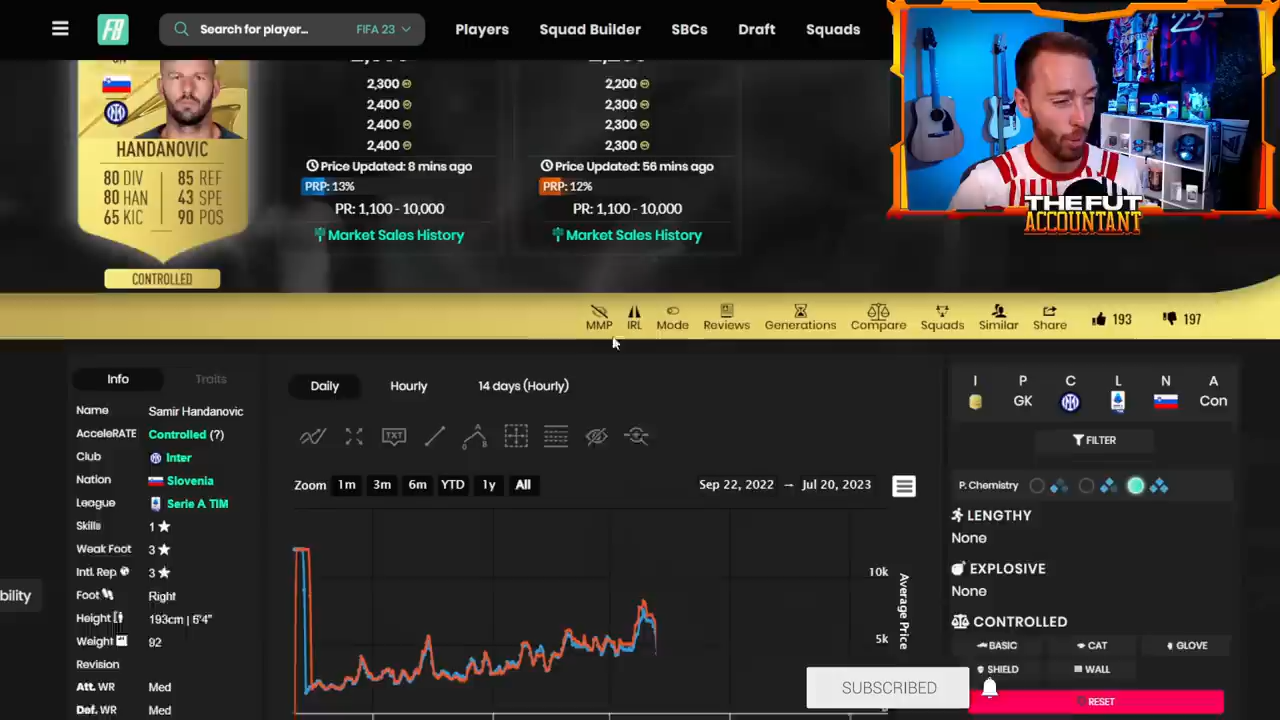 FB
Search for player...
FIFA 23
Players
Squad Builder
SBCs
Draft
Squads
HANDANOVIC
80 DIV
85 REF
80 HAN
43 SPE
65 KIC
90 POS
CONTROLLED
2,300
2,400
2,400
2,400
Price Updated: 8 mins ago
PRP: 13%
PR: 1,100 - 10,000
Market Sales History
2,200
2,300
2,300
2,300
Price Updated: 56 mins ago
PRP: 12%
PR: 1,100 - 10,000
Market Sales History
THE FUT
ACCOUNTANT
MMP
IRL
Mode
Reviews
Generations
Compare
Squads
Similar
Share
193
197
Info
Traits
Name Samir Handanovic
AcceleRATE Controlled (?)
Club Inter
Nation Slovenia
League Serie A TIM
Skills 1
Weak Foot 3
Intl. Rep 3
Foot Right
Height 193cm | 6'4"
Weight 92
Revision
Att. WR Med
Def. WR Med
bility
Daily
Hourly
14 days (Hourly)
TXT
Zoom 1m 3m 6m YTD 1y All
Sep 22, 2022 → Jul 20, 2023
10k
5k
Average Price
I P C L N A
GK
Con
FILTER
P. Chemistry
LENGTHY
None
EXPLOSIVE
None
CONTROLLED
BASIC
CAT
GLOVE
SHIELD
WALL
RESET
SUBSCRIBED